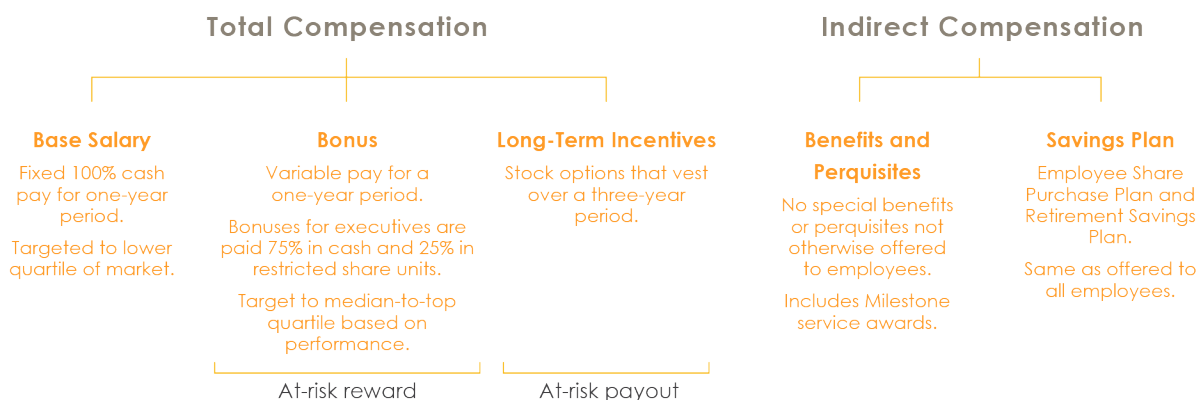 Total Compensation
Indirect Compensation
Base Salary
Fixed 100% cash
pay for one-year
period.
Targeted to lower
quartile of market.
Bonus
Variable pay for a
one-year period.
Bonuses for executives are
paid 75% in cash and 25% in
restricted share units.
Target to median-to-top
quartile based on
performance.
At-risk reward
Long-Term Incentives
Stock options that vest
over a three-year
period.
At-risk payout
Benefits and
Perquisites
No special benefits
or perquisites not
otherwise offered
to employees.
Includes Milestone
service awards.
Savings Plan
Employee Share
Purchase Plan and
Retirement Savings
Plan.
Same as offered to
all employees.